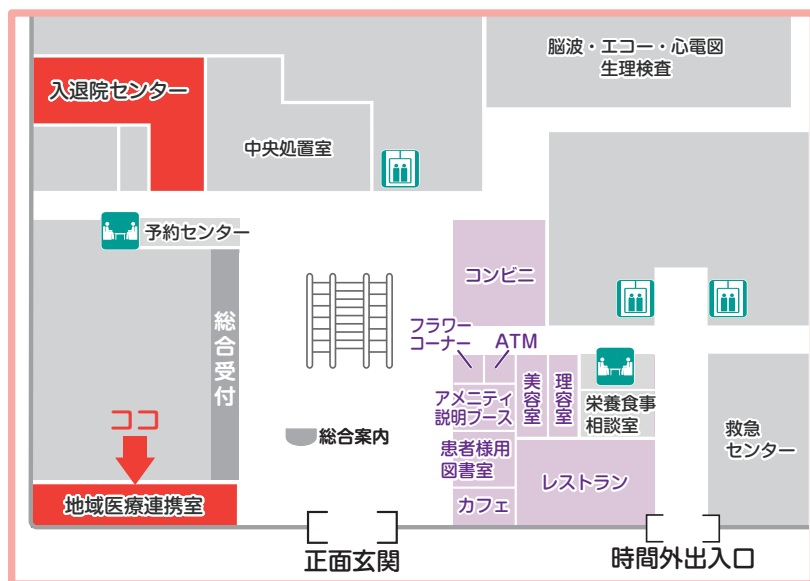 脳波・エコー・心電図
生理検査
入退院センター
中央処置室
予約センター
コンビニ
総合受付
フラワー
コーナー
ATM
美容室
理容室
アメニティ
説明ブース
栄養食事
相談室
ココ
総合案内
患者様用
図書室
救急
センター
レストラン
地域医療連携室
カフェ
正面玄関
時間外出入口